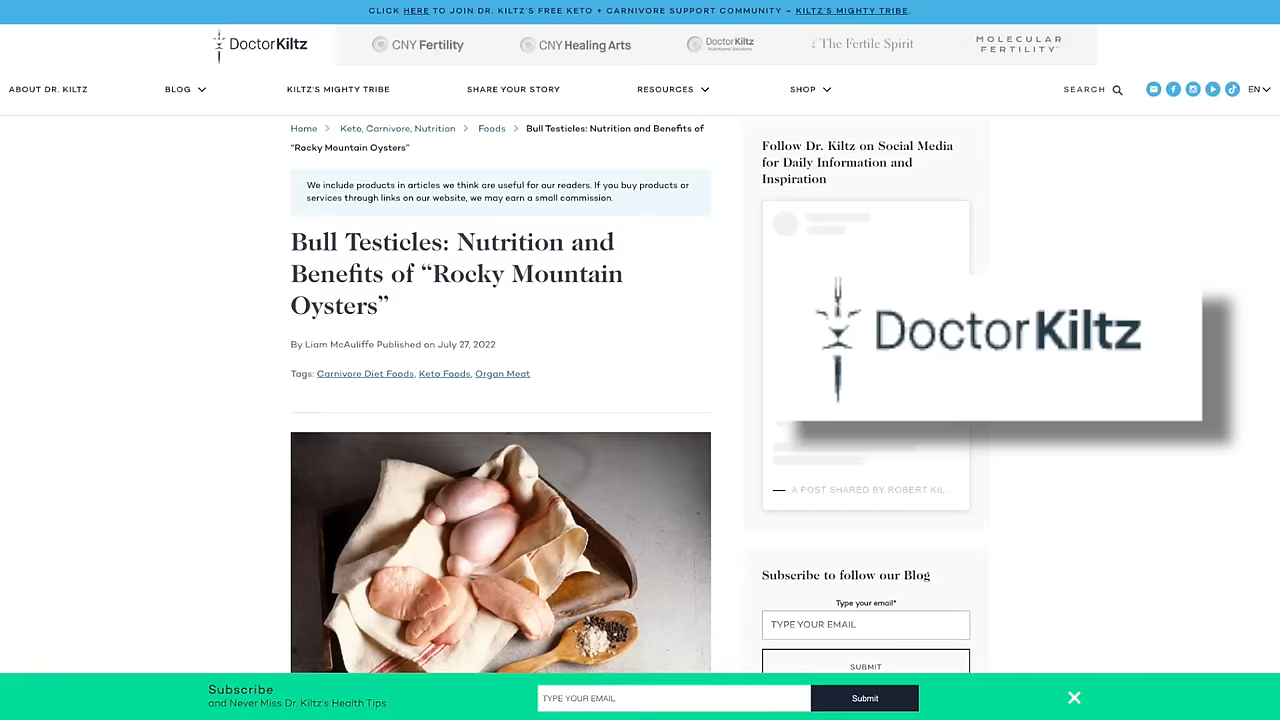 CLICK HERE TO JOIN DR. KILTZ'S FREE KETO + CARNIVORE SUPPORT COMMUNITY – KILTZ'S MIGHTY TRIBE.
DoctorKiltz
CNY Fertility
CNY Healing Arts
DoctorKiltz
Nutritional Solutions
The Fertile Spirit
MOLECULAR
FERTILITY
ABOUT DR. KILTZ
BLOG
KILTZ'S MIGHTY TRIBE
SHARE YOUR STORY
RESOURCES
SHOP
SEARCH
EN
Home > Keto, Carnivore, Nutrition > Foods > Bull Testicles: Nutrition and Benefits of
"Rocky Mountain Oysters"
We include products in articles we think are useful for our readers. If you buy products or
services through links on our website, we may earn a small commission.
Bull Testicles: Nutrition and
Benefits of “Rocky Mountain
Oysters”
By Liam McAuliffe Published on July 27, 2022
Tags: Carnivore Diet Foods, Keto Foods, Organ Meat
Follow Dr. Kiltz on Social Media
for Daily Information and
Inspiration
DoctorKiltz
A POST SHARED BY ROBERT KIL...
Subscribe to follow our Blog
Type your email*
TYPE YOUR EMAIL
SUBMIT
Subscribe
and Never Miss Dr. Kiltz's Health Tips
TYPE YOUR EMAIL
Submit